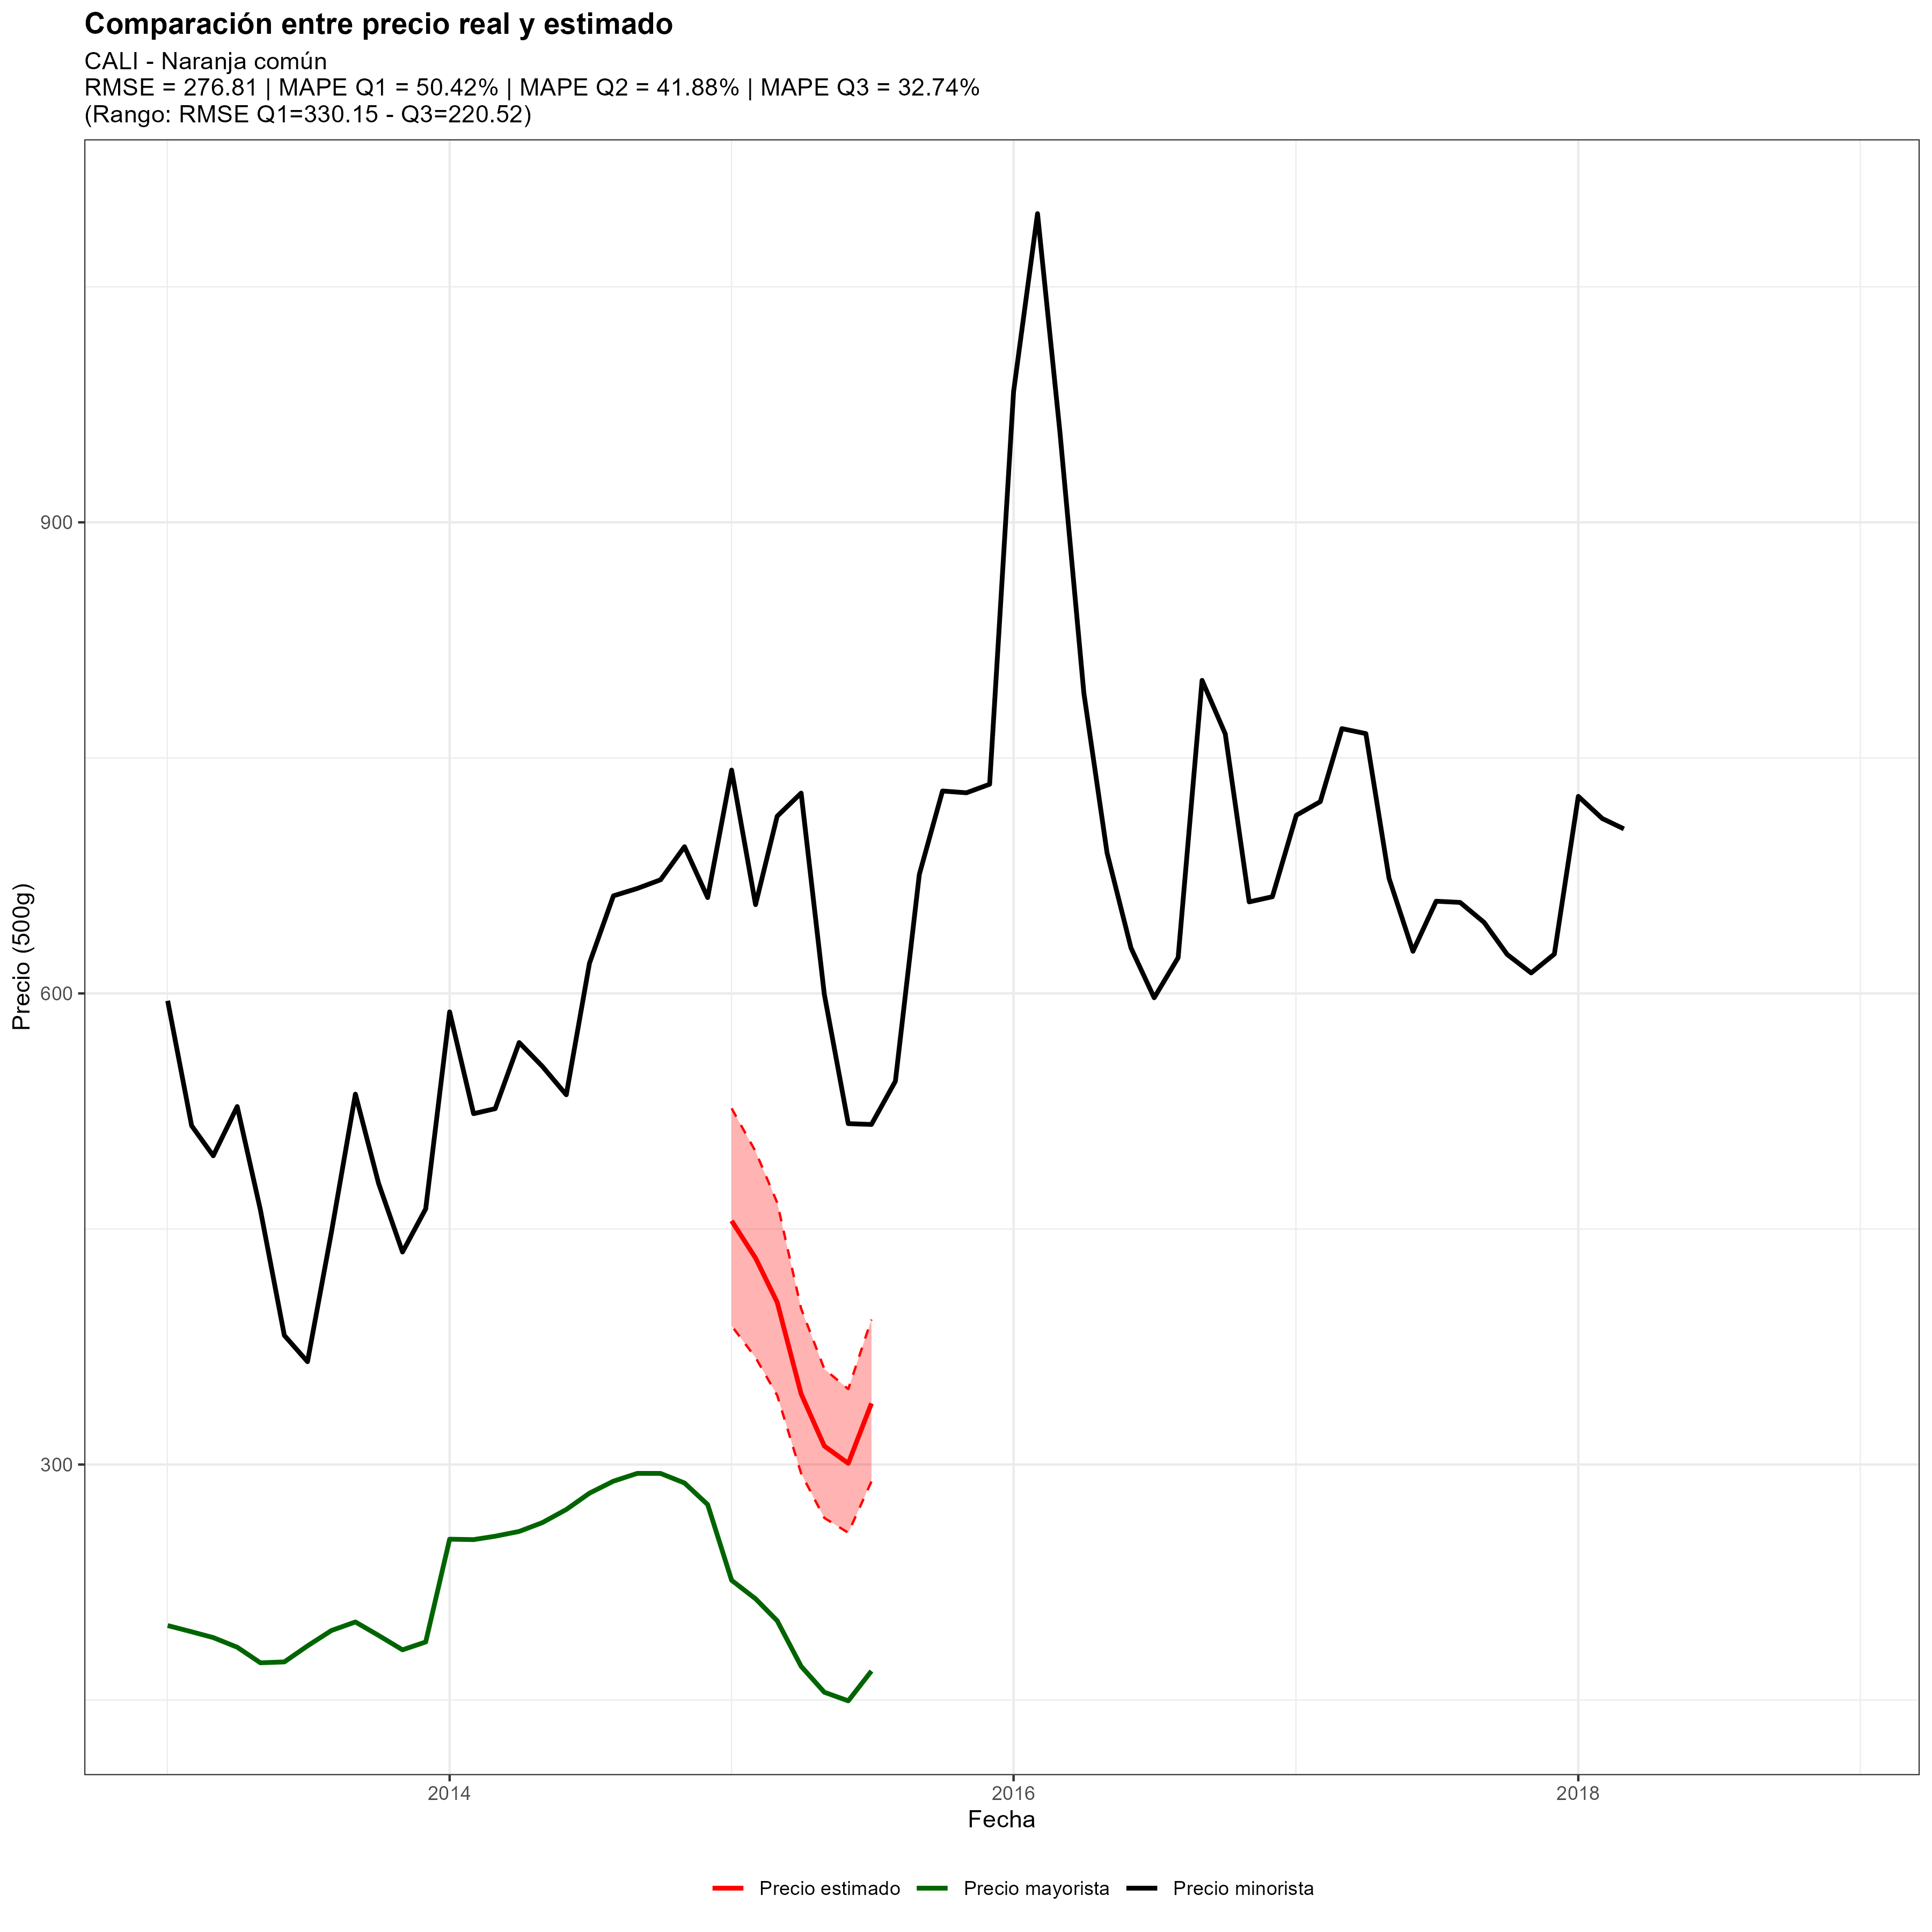 Comparación entre precio real y estimado
CALI - Naranja común
RMSE = 276.81 | MAPE Q1 = 50.42% | MAPE Q2 = 41.88% | MAPE Q3 = 32.74%
(Rango: RMSE Q1=330.15 - Q3=220.52)
Precio (500g)
900
600
300
2014
2016
2018
Fecha
Precio estimado
Precio mayorista
Precio minorista